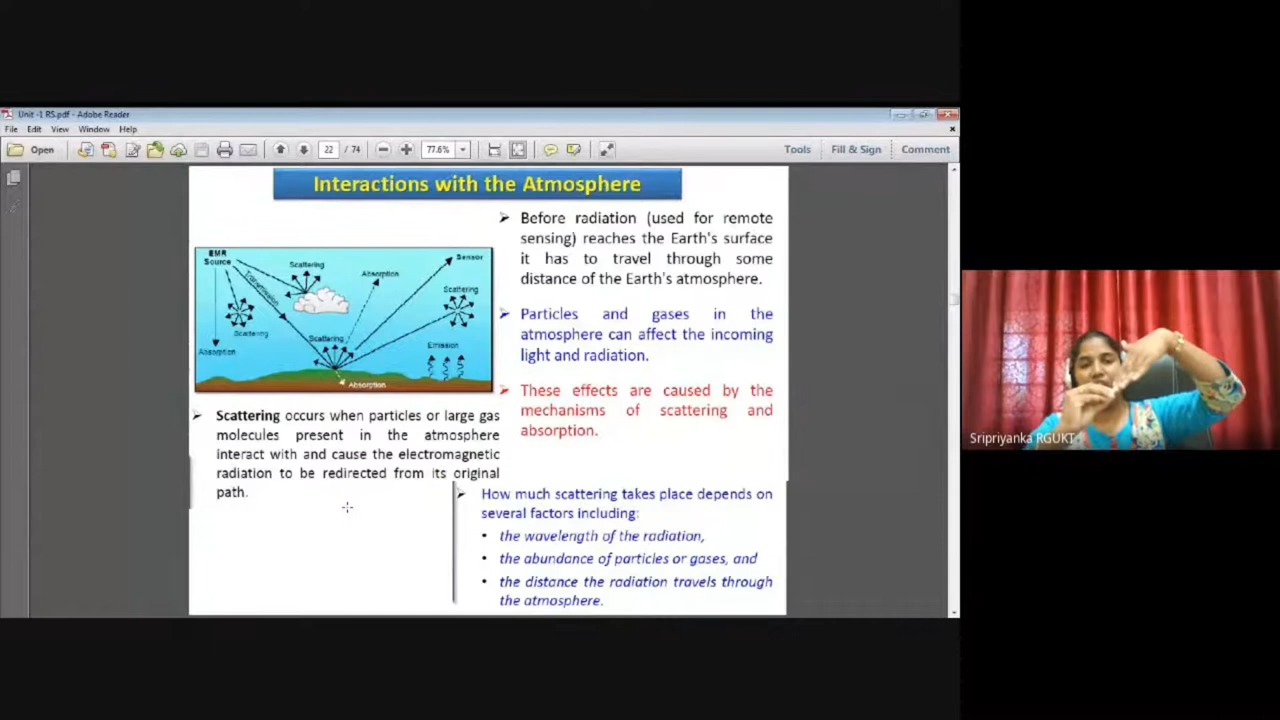 Unit -1 RS.pdf - Adobe Reader
File Edit View Window Help
Open 22 / 74 77.6% Tools Fill & Sign Comment
Interactions with the Atmosphere
EMR
Source
Scattering
Absorption
Sensor
Transmission
Scattering
Scattering
Scattering
Absorption
Emission
Absorption
Scattering occurs when particles or large gas
molecules present in the atmosphere
interact with and cause the electromagnetic
radiation to be redirected from its original
path.
Before radiation (used for remote
sensing) reaches the Earth's surface
it has to travel through some
distance of the Earth's atmosphere.
Particles and gases in the
atmosphere can affect the incoming
light and radiation.
These effects are caused by the
mechanisms of scattering and
absorption.
How much scattering takes place depends on
several factors including:
• the wavelength of the radiation,
• the abundance of particles or gases, and
• the distance the radiation travels through
the atmosphere.
Sripriyanka RGUKT